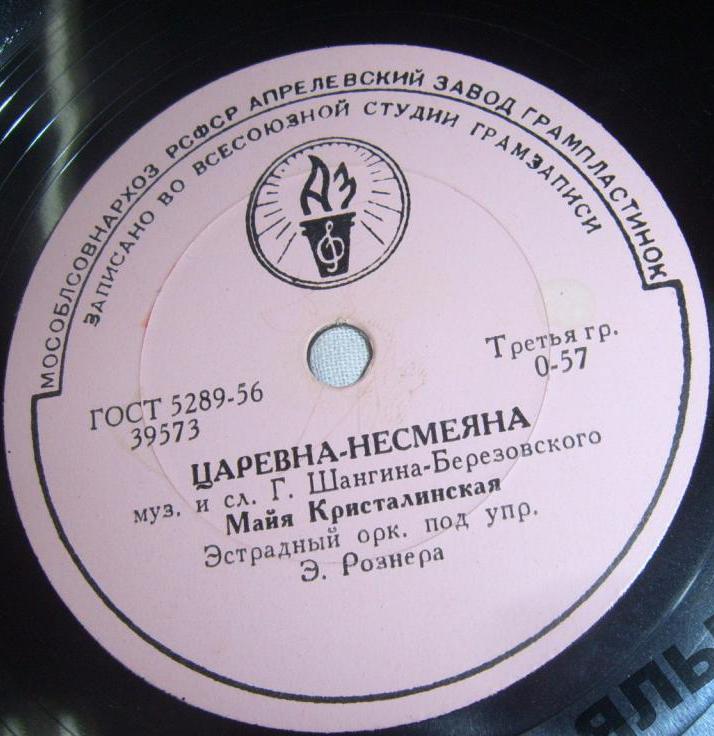 МОСОБЛСОВНАРХОЗ РСФСР АПРЕЛЕВСКИЙ ЗАВОД ГРАМПЛАСТИНОК
ЗАПИСАНО ВО ВСЕСОЮЗНОЙ СТУДИИ ГРАМЗАПИСИ
АЗ
ГОСТ 5289-56
39573
Третья гр.
0-57
ЦАРЕВНА-НЕСМЕЯНА
муз. и сл. Г. Шангина-Березовского
Майя Кристалинская
Эстрадный орк. под упр.
Э. Рознера